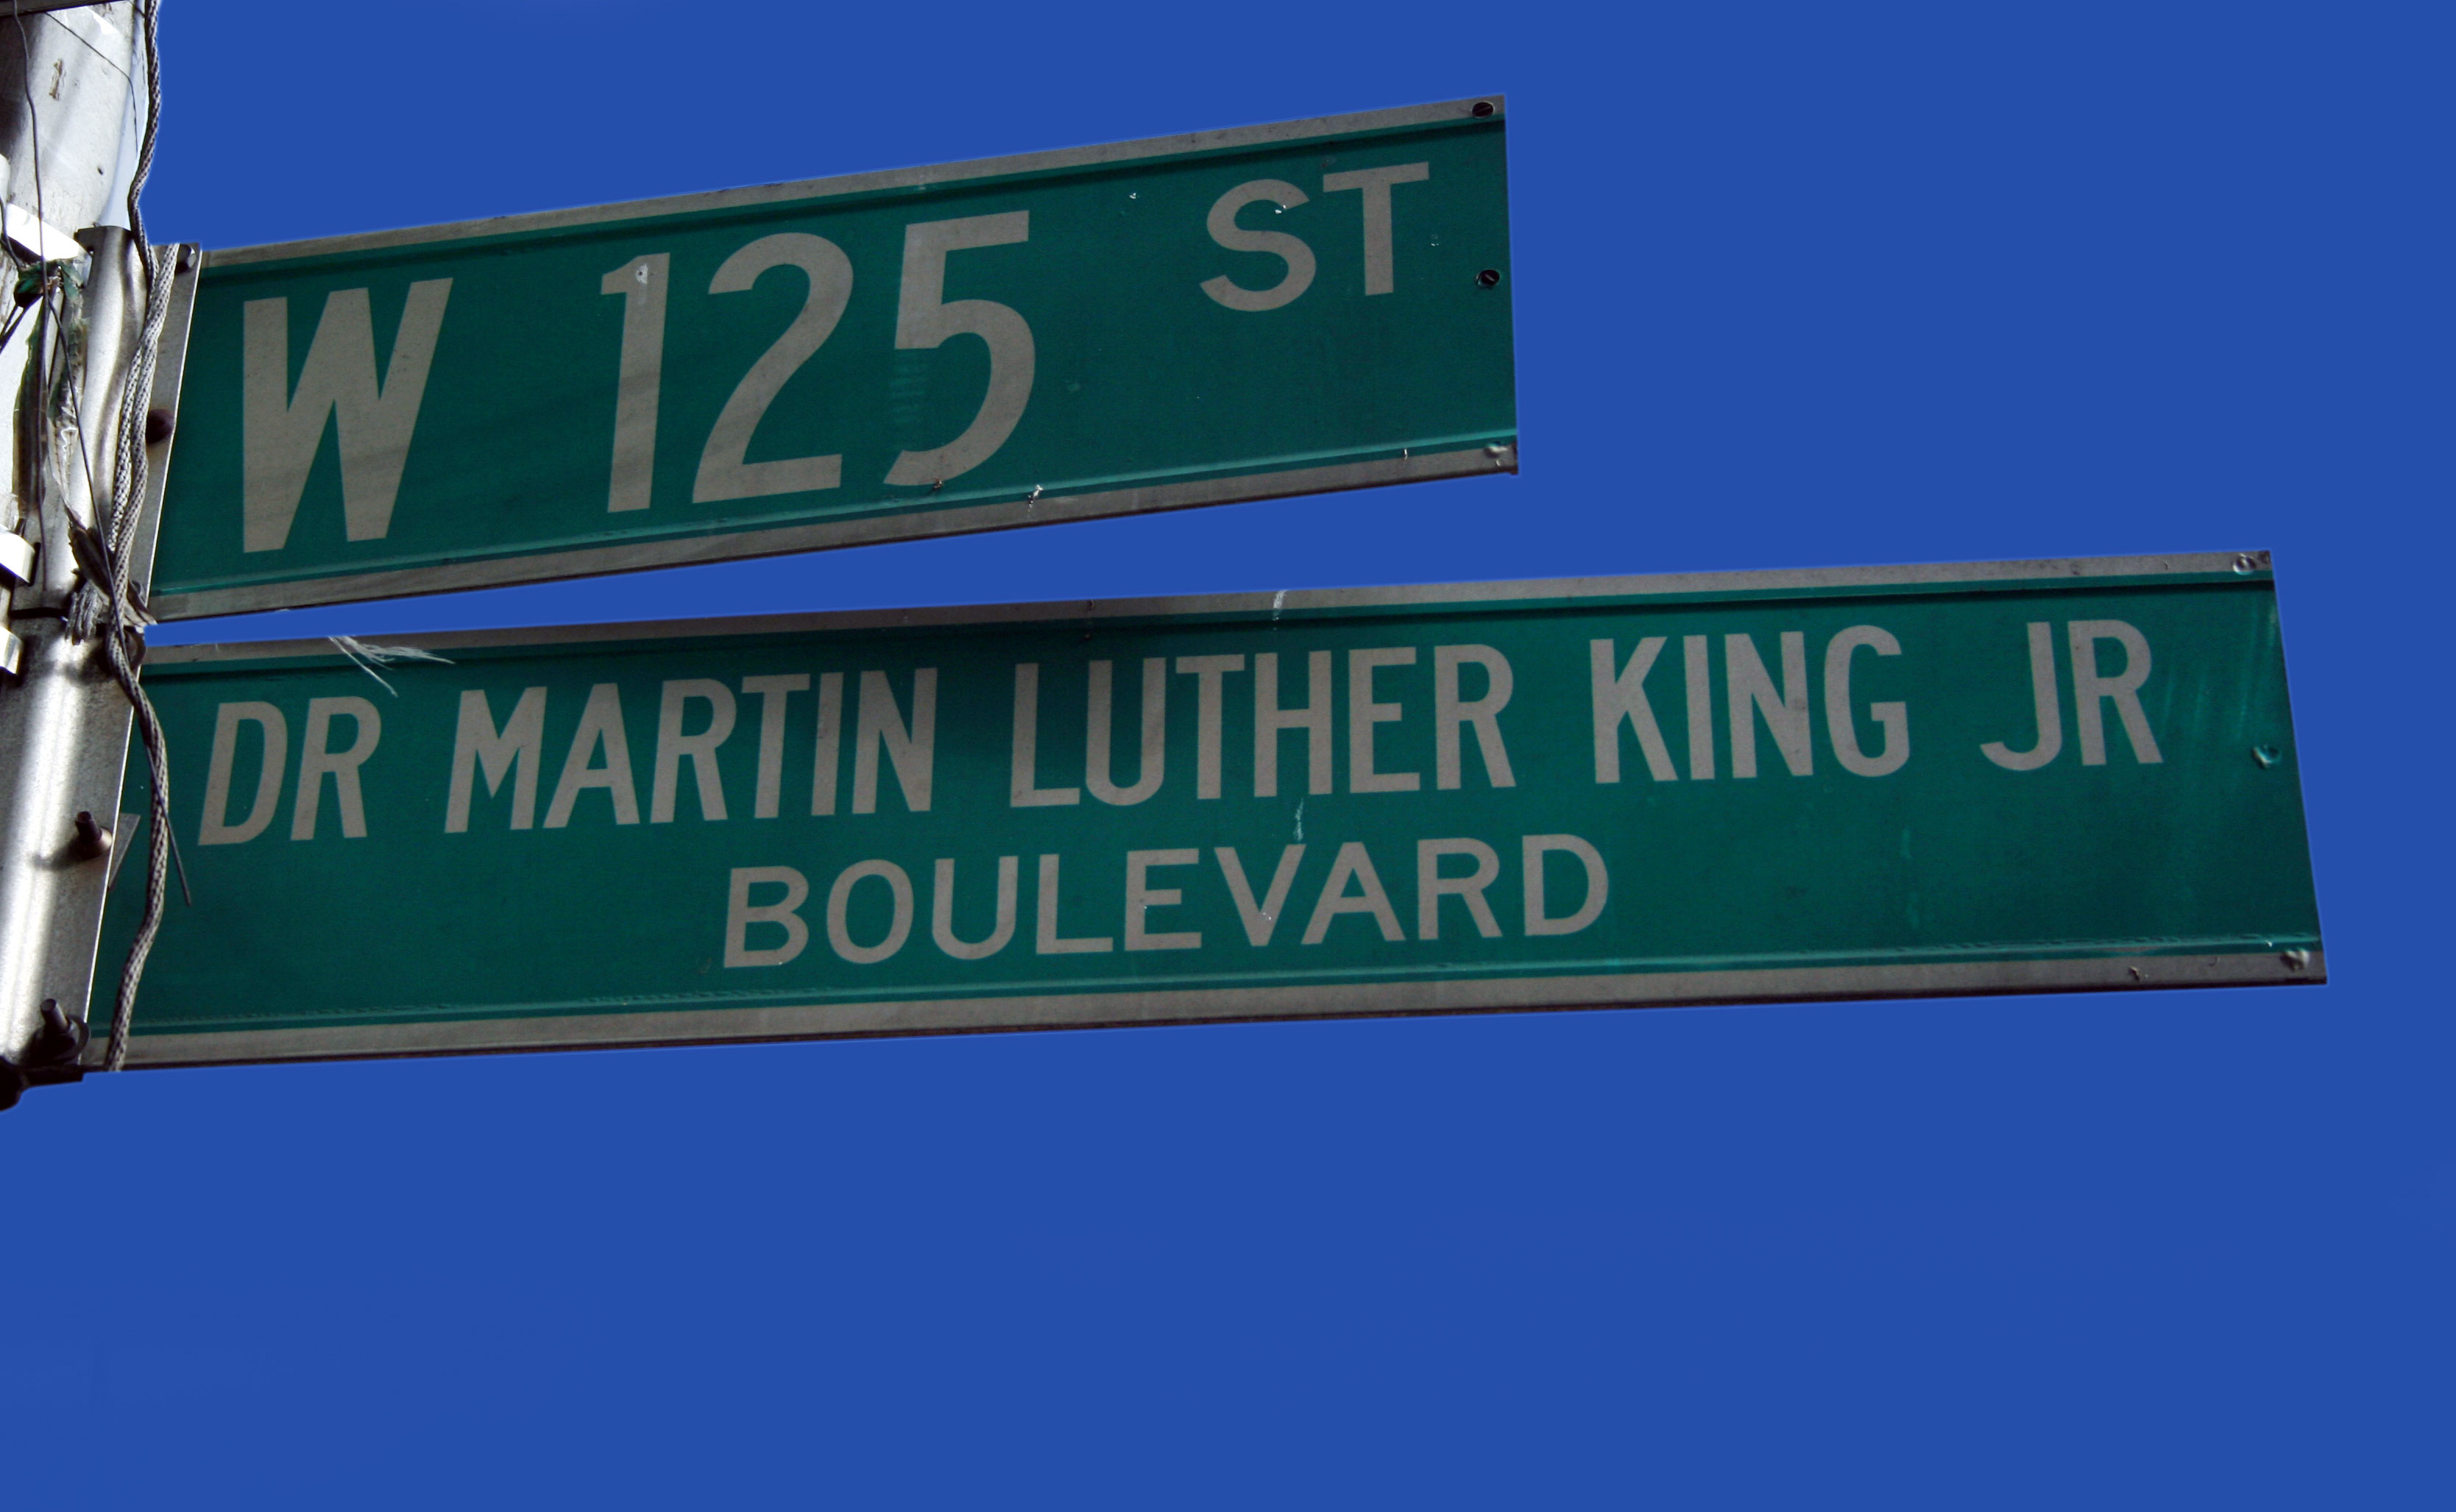 W 125 ST
DR MARTIN LUTHER KING JR
BOULEVARD